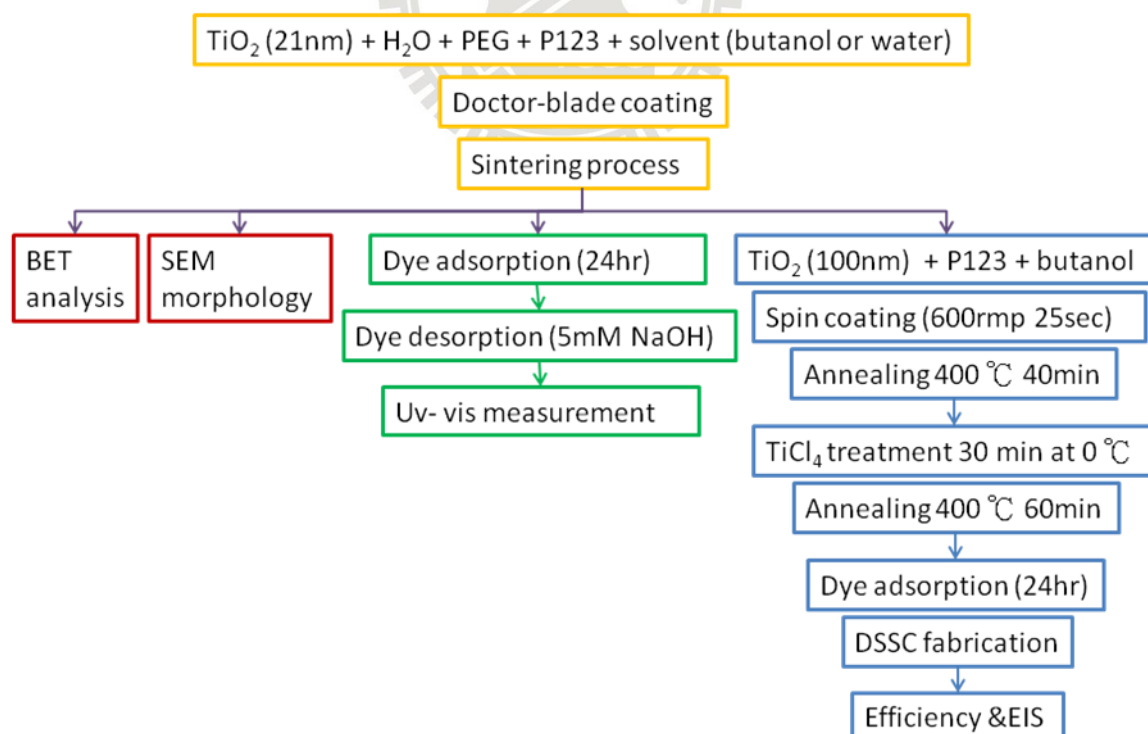 TiO₂ (21nm) + H₂O + PEG + P123 + solvent (butanol or water)
Doctor-blade coating
Sintering process
BET
analysis
SEM
morphology
Dye adsorption (24hr)
Dye desorption (5mM NaOH)
Uv- vis measurement
TiO₂ (100nm) + P123 + butanol
Spin coating (600rmp 25sec)
Annealing 400 ℃ 40min
TiCl₄ treatment 30 min at 0 ℃
Annealing 400 ℃ 60min
Dye adsorption (24hr)
DSSC fabrication
Efficiency &EIS